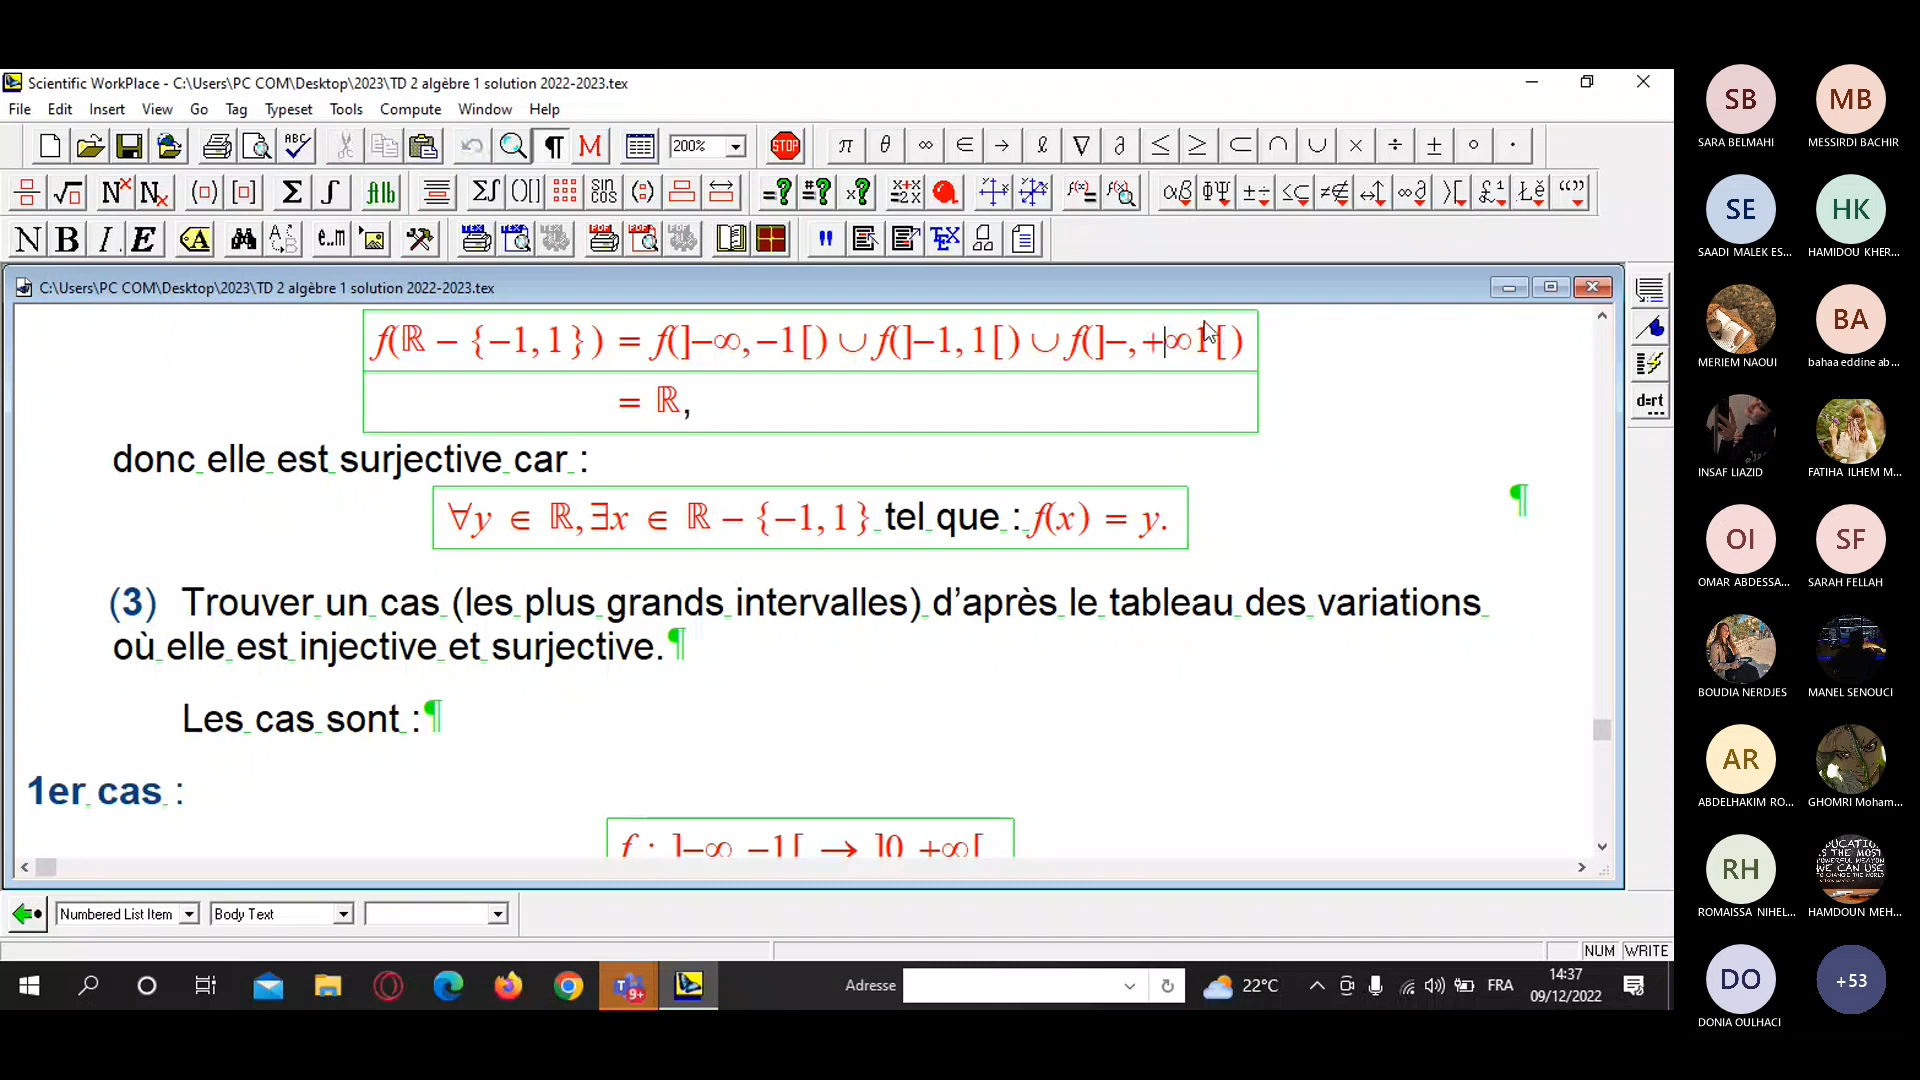 Scientific WorkPlace - C:\Users\PC COM\Desktop\2023\TD 2 algèbre 1 solution 2022-2023.tex
File Edit Insert View Go Tag Typeset Tools Compute Window Help
200%
C:\Users\PC COM\Desktop\2023\TD 2 algèbre 1 solution 2022-2023.tex
f(ℝ − {−1, 1}) = f(]−∞, −1[) ∪ f(]−1, 1[) ∪ f(]−, +∞1[)
= ℝ,
donc elle est surjective car :
∀y ∈ ℝ, ∃x ∈ ℝ − {−1, 1} tel que : f(x) = y.
¶
(3) Trouver un cas (les plus grands intervalles) d’après le tableau des variations
où elle est injective et surjective.¶
Les cas sont :¶
1er cas :
f : ]−∞ −1[ → ]0 +∞[
Numbered List Item Body Text
NUM WRITE
Adresse 22°C FRA 14:37
09/12/2022
SB MB
SARA BELMAHI MESSIRDI BACHIR
SE HK
SAADI MALEK ES... HAMIDOU KHER...
BA
MERIEM NAOUI bahaa eddine ab...
INSAF LIAZID FATIHA ILHEM M...
OI SF
OMAR ABDESSA... SARAH FELLAH
BOUDIA NERDJES MANEL SENOUCI
AR
ABDELHAKIM RO... GHOMRI Moham...
RH
ROMAISSA NIHEL... HAMDOUN MEH...
DO +53
DONIA OULHACI